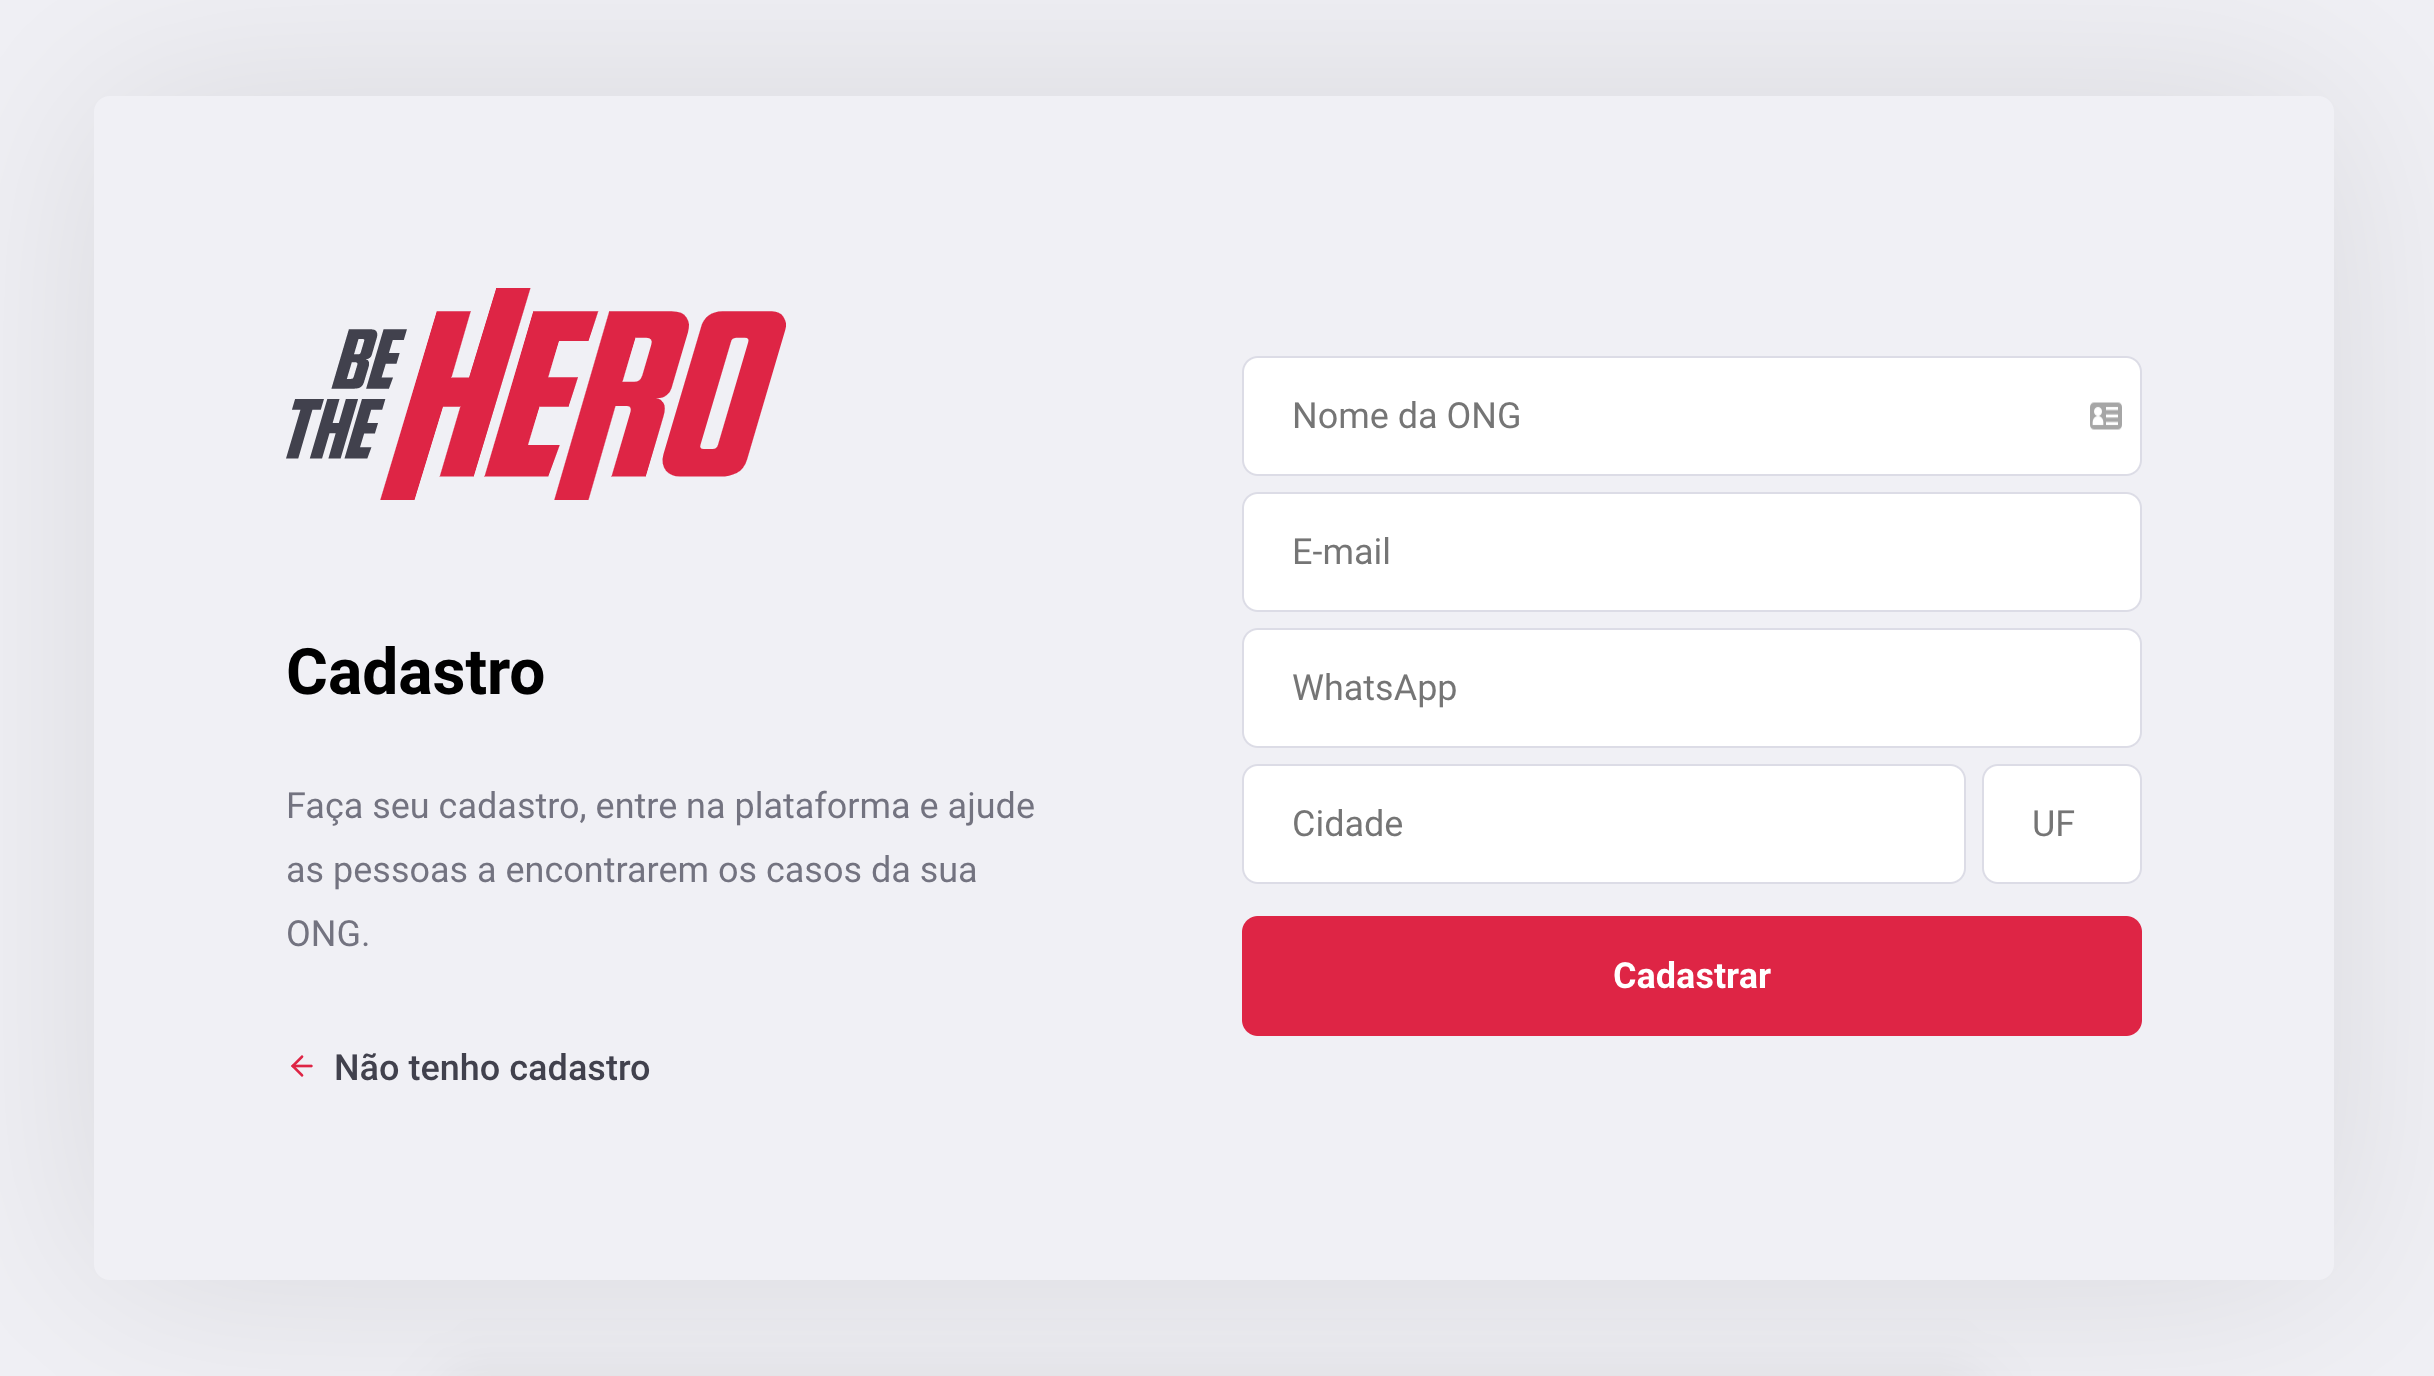 BE
THE
HERO
Cadastro
Faça seu cadastro, entre na plataforma e ajude
as pessoas a encontrarem os casos da sua
ONG.
Não tenho cadastro
Nome da ONG
E-mail
WhatsApp
Cidade
UF
Cadastrar